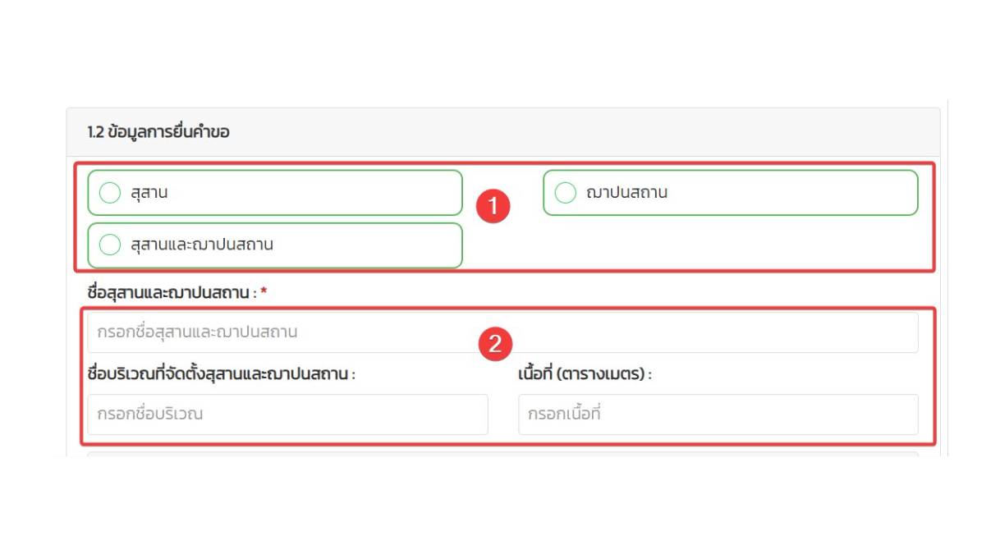 1.2 ข้อมูลการยื่นคำขอ
สุสาน
ฌาปนสถาน
1
สุสานและฌาปนสถาน
ชื่อสุสานและฌาปนสถาน : *
กรอกชื่อสุสานและฌาปนสถาน
2
ชื่อบริเวณที่จัดตั้งสุสานและฌาปนสถาน :
เนื้อที่ (ตารางเมตร) :
กรอกชื่อบริเวณ
กรอกเนื้อที่